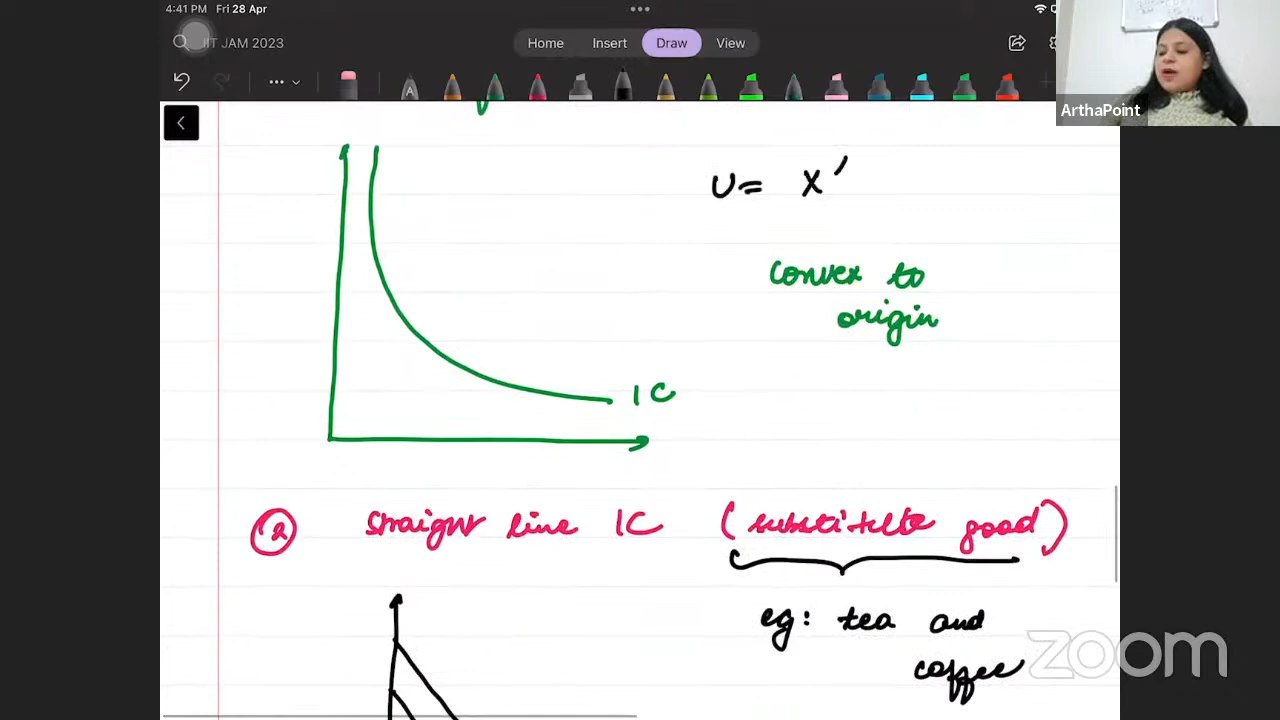 4:41 PM Fri 28 Apr
IIT JAM 2023
Home Insert Draw View
A
ArthaPoint
U= X'
Convex to
origin
IC
2 straight line IC (substitute good)
eg: tea and
coffee
zoom